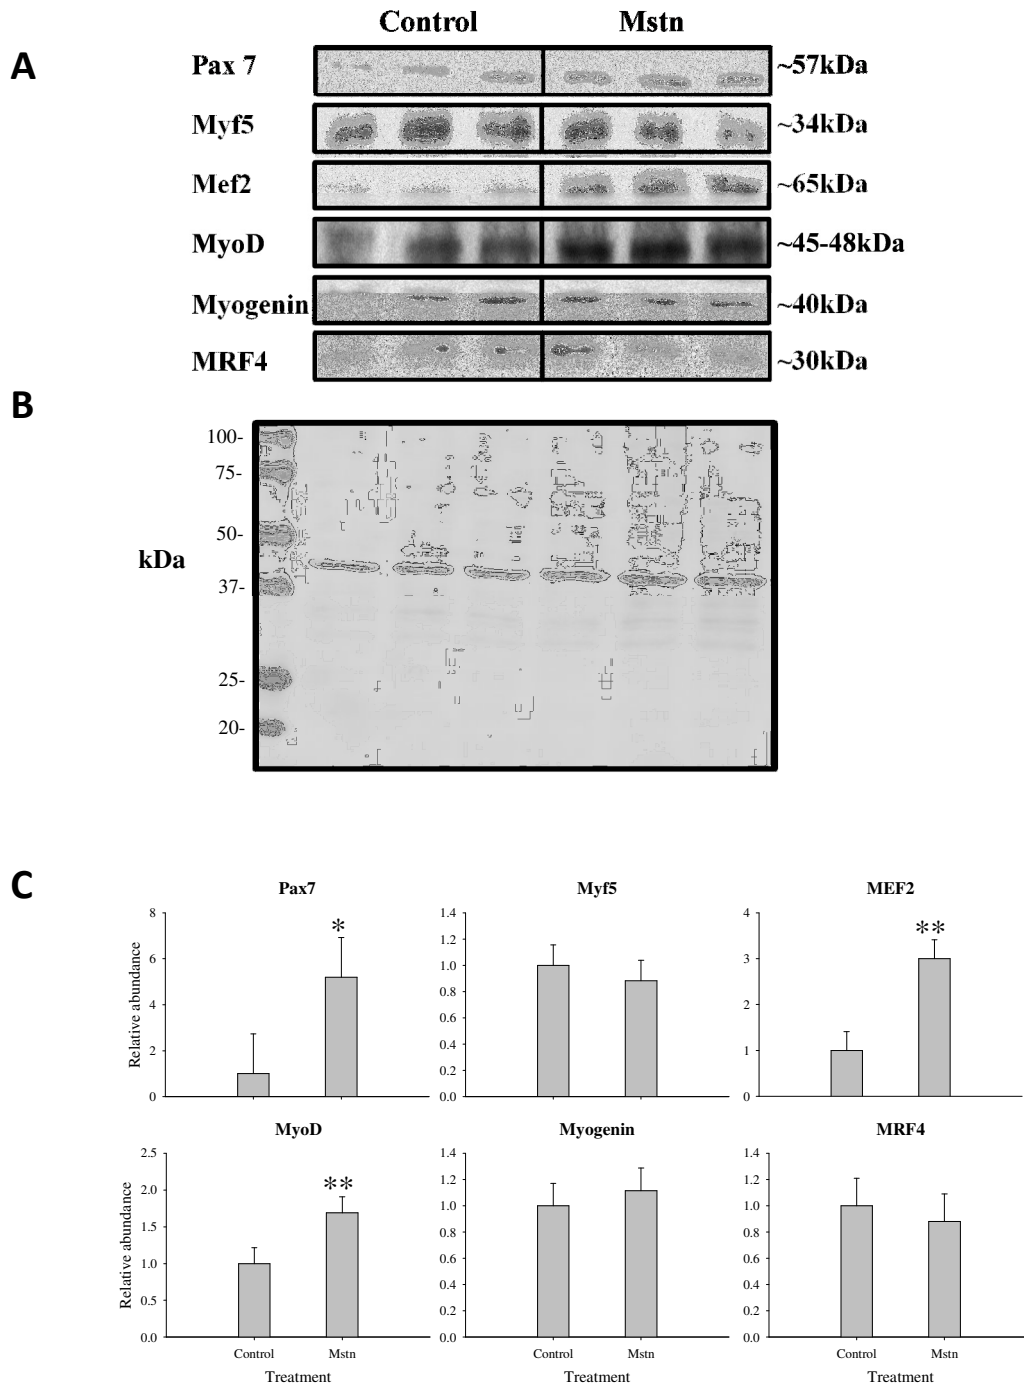 Control Mstn
A
Pax 7 ~57kDa
Myf5 ~34kDa
Mef2 ~65kDa
MyoD ~45-48kDa
Myogenin ~40kDa
MRF4 ~30kDa
B
100-
75-
50-
kDa
37-
25-
20-
C
Pax7 Myf5 MEF2
Relative abundance
8
6
4
2
0
*
1.4
1.2
1.0
0.8
0.6
0.4
0.2
0.0
4
3
2
1
0
**
MyoD Myogenin MRF4
Relative abundance
2.5
2.0
1.5
1.0
0.5
0.0
**
1.4
1.2
1.0
0.8
0.6
0.4
0.2
0.0
1.4
1.2
1.0
0.8
0.6
0.4
0.2
0.0
Control Mstn Control Mstn Control Mstn
Treatment Treatment Treatment